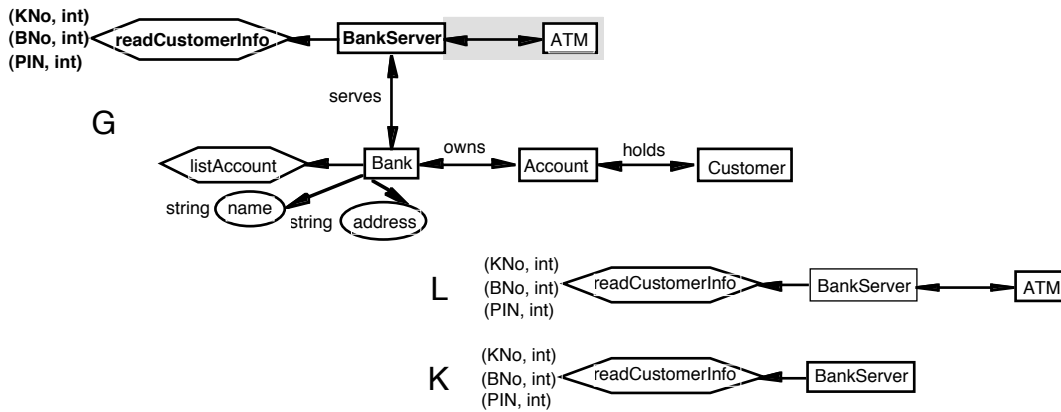 (KNo, int)
(BNo, int)
(PIN, int)
readCustomerInfo
BankServer
ATM
serves
G
listAccount
Bank
owns
Account
holds
Customer
string
name
string
address
L
(KNo, int)
(BNo, int)
(PIN, int)
readCustomerInfo
BankServer
ATM
K
(KNo, int)
(BNo, int)
(PIN, int)
readCustomerInfo
BankServer